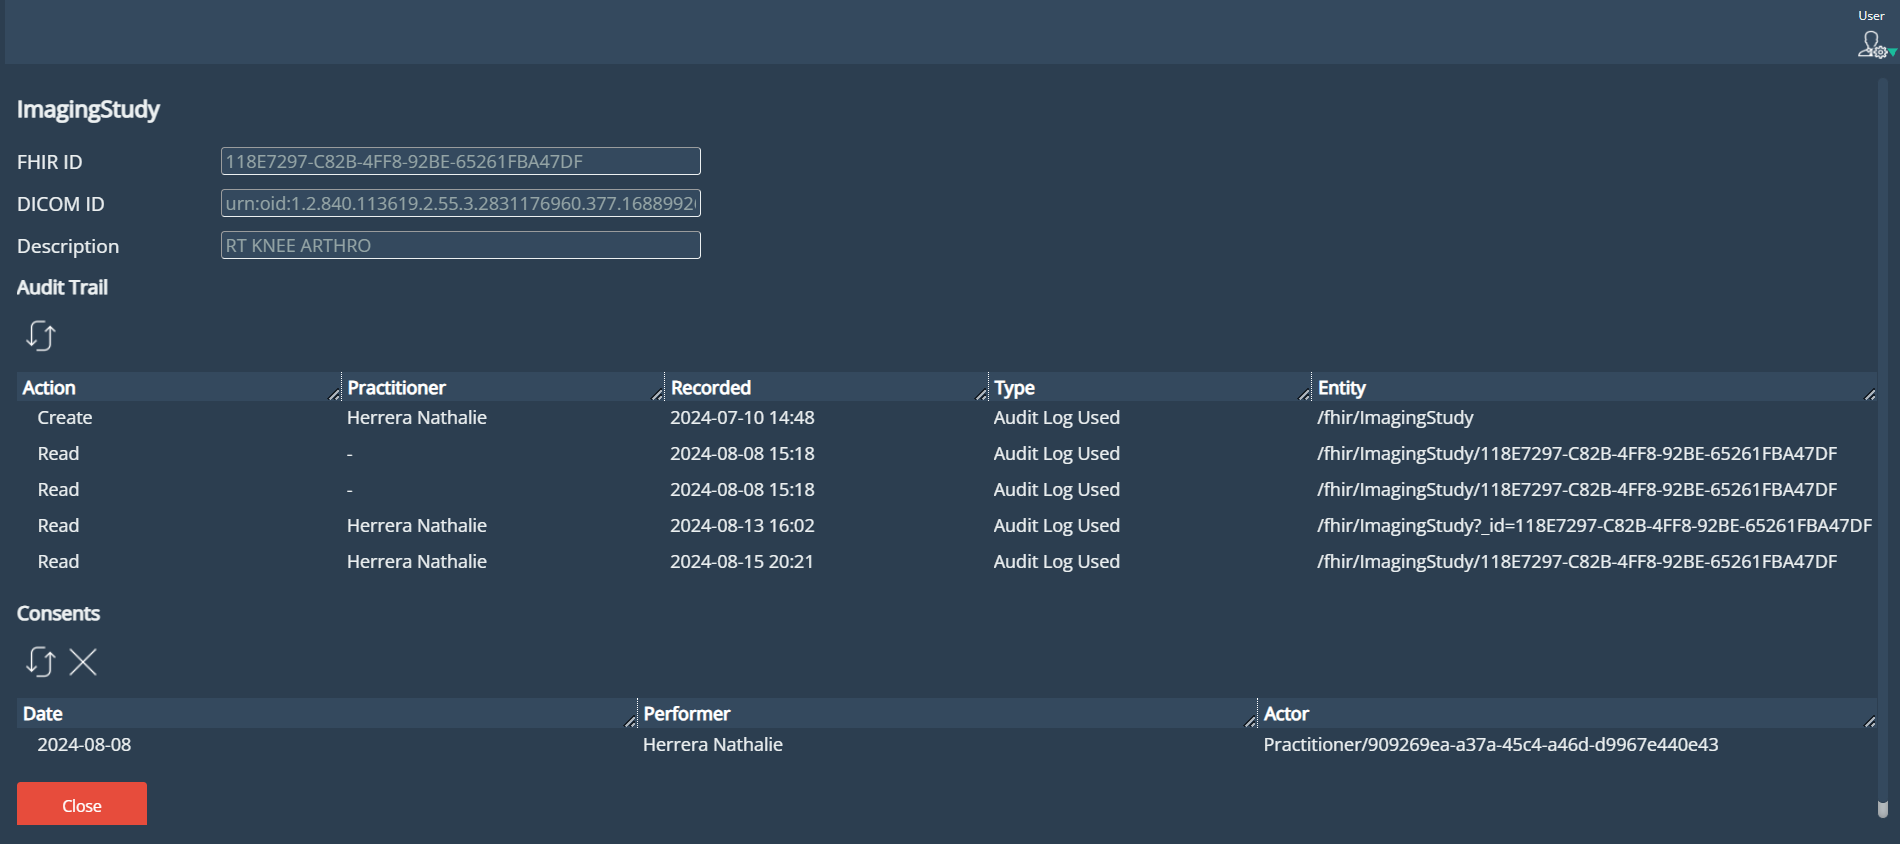 User
ImagingStudy
FHIR ID 118E7297-C82B-4FF8-92BE-65261FBA47DF
DICOM ID urn:oid:1.2.840.113619.2.55.3.2831176960.377.1688992
Description RT KNEE ARTHRO
Audit Trail
Action Practitioner Recorded Type Entity
Create Herrera Nathalie 2024-07-10 14:48 Audit Log Used /fhir/ImagingStudy
Read - 2024-08-08 15:18 Audit Log Used /fhir/ImagingStudy/118E7297-C82B-4FF8-92BE-65261FBA47DF
Read - 2024-08-08 15:18 Audit Log Used /fhir/ImagingStudy/118E7297-C82B-4FF8-92BE-65261FBA47DF
Read Herrera Nathalie 2024-08-13 16:02 Audit Log Used /fhir/ImagingStudy?_id=118E7297-C82B-4FF8-92BE-65261FBA47DF
Read Herrera Nathalie 2024-08-15 20:21 Audit Log Used /fhir/ImagingStudy/118E7297-C82B-4FF8-92BE-65261FBA47DF
Consents
Date Performer Actor
2024-08-08 Herrera Nathalie Practitioner/909269ea-a37a-45c4-a46d-d9967e440e43
Close